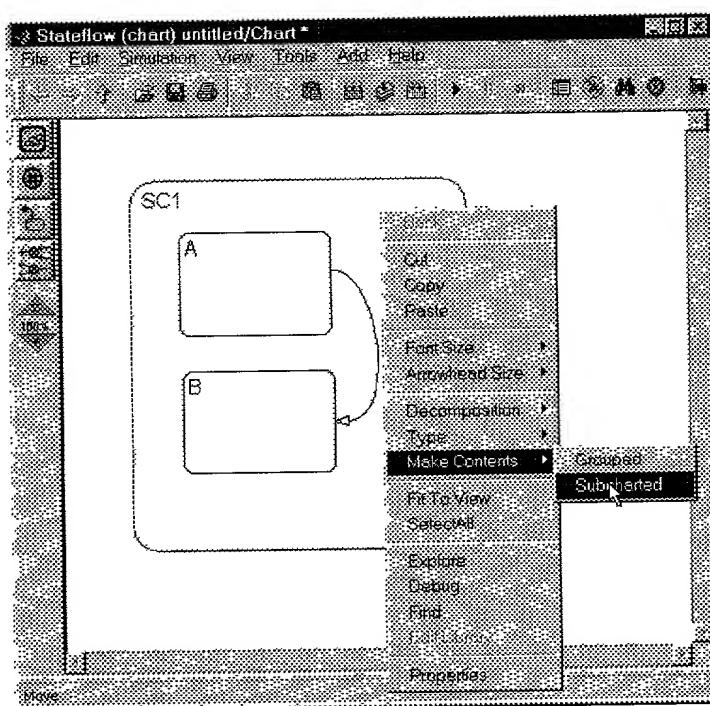 Stateflow (chart) untitled/Chart *
File Edit Simulation View Tools Add Help
SC1
A
B
100%
Cut
Copy
Paste
Font Size
Arrowhead Size
Decomposition
Type
Make Contents
Grouped
Subcharted
Fit To View
Select All
Explore
Debug
Find
Properties
Move